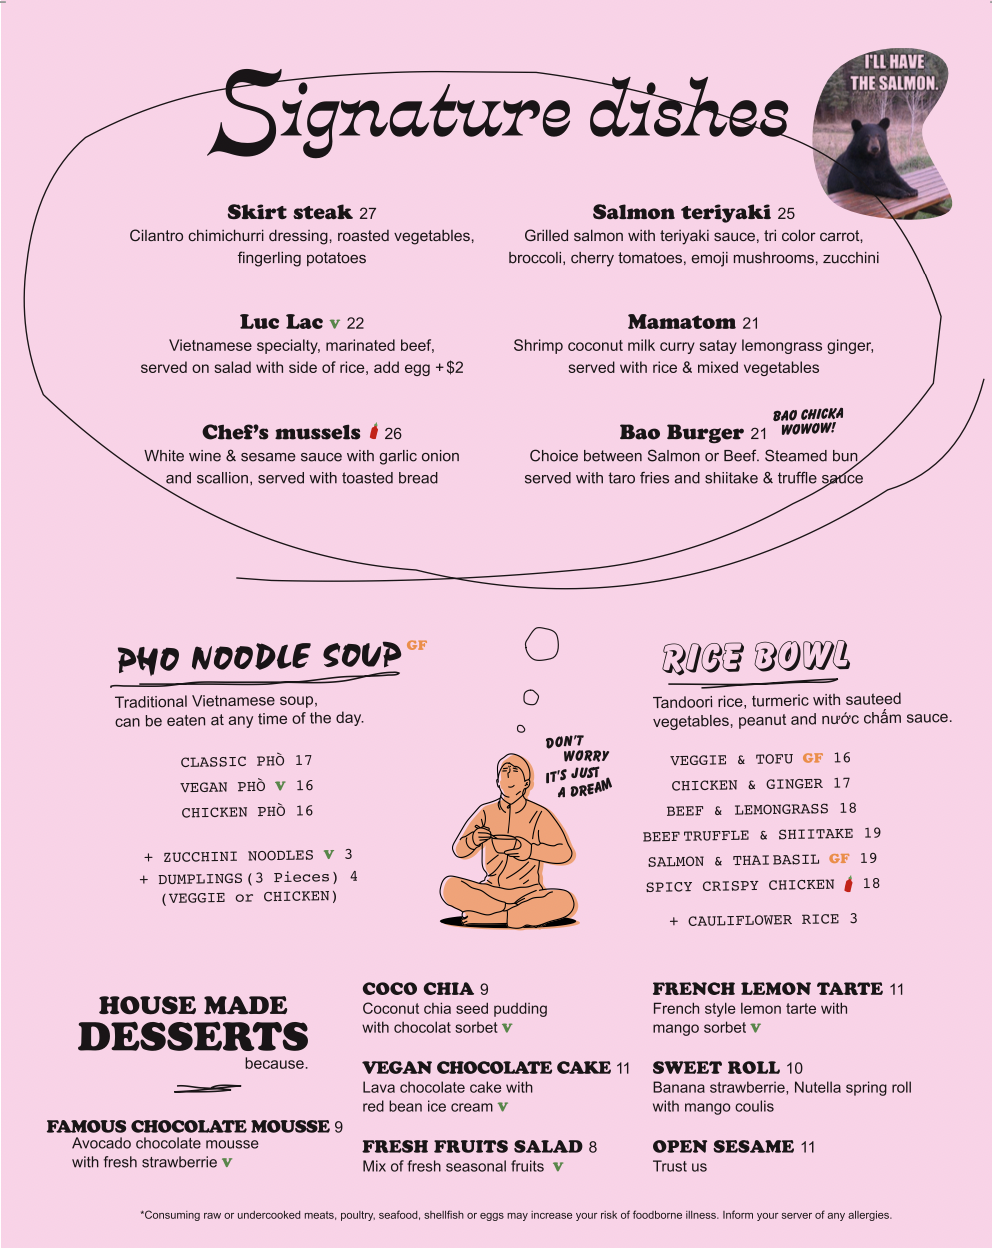 Signature dishes
I'LL HAVE
THE SALMON.
Skirt steak 27
Cilantro chimichurri dressing, roasted vegetables,
fingerling potatoes
Salmon teriyaki 25
Grilled salmon with teriyaki sauce, tri color carrot,
broccoli, cherry tomatoes, emoji mushrooms, zucchini
Luc Lac v 22
Vietnamese specialty, marinated beef,
served on salad with side of rice, add egg +$2
Mamatom 21
Shrimp coconut milk curry satay lemongrass ginger,
served with rice & mixed vegetables
Chef's mussels 26
White wine & sesame sauce with garlic onion
and scallion, served with toasted bread
Bao Burger 21
BAO CHICKA
WOWOW!
Choice between Salmon or Beef. Steamed bun
served with taro fries and shiitake & truffle sauce
PHO NOODLE SOUP GF
Traditional Vietnamese soup,
can be eaten at any time of the day.
CLASSIC PHÒ 17
VEGAN PHÒ V 16
CHICKEN PHÒ 16
+ ZUCCHINI NOODLES V 3
+ DUMPLINGS (3 Pieces) 4
(VEGGIE or CHICKEN)
DON'T
WORRY
IT'S JUST
A DREAM
RICE BOWL
Tandoori rice, turmeric with sauteed
vegetables, peanut and nước chấm sauce.
VEGGIE & TOFU GF 16
CHICKEN & GINGER 17
BEEF & LEMONGRASS 18
BEEF TRUFFLE & SHIITAKE 19
SALMON & THAI BASIL GF 19
SPICY CRISPY CHICKEN 18
+ CAULIFLOWER RICE 3
HOUSE MADE
DESSERTS
because.
FAMOUS CHOCOLATE MOUSSE 9
Avocado chocolate mousse
with fresh strawberrie V
COCO CHIA 9
Coconut chia seed pudding
with chocolat sorbet V
VEGAN CHOCOLATE CAKE 11
Lava chocolate cake with
red bean ice cream V
FRESH FRUITS SALAD 8
Mix of fresh seasonal fruits V
FRENCH LEMON TARTE 11
French style lemon tarte with
mango sorbet V
SWEET ROLL 10
Banana strawberrie, Nutella spring roll
with mango coulis
OPEN SESAME 11
Trust us
*Consuming raw or undercooked meats, poultry, seafood, shellfish or eggs may increase your risk of foodborne illness. Inform your server of any allergies.